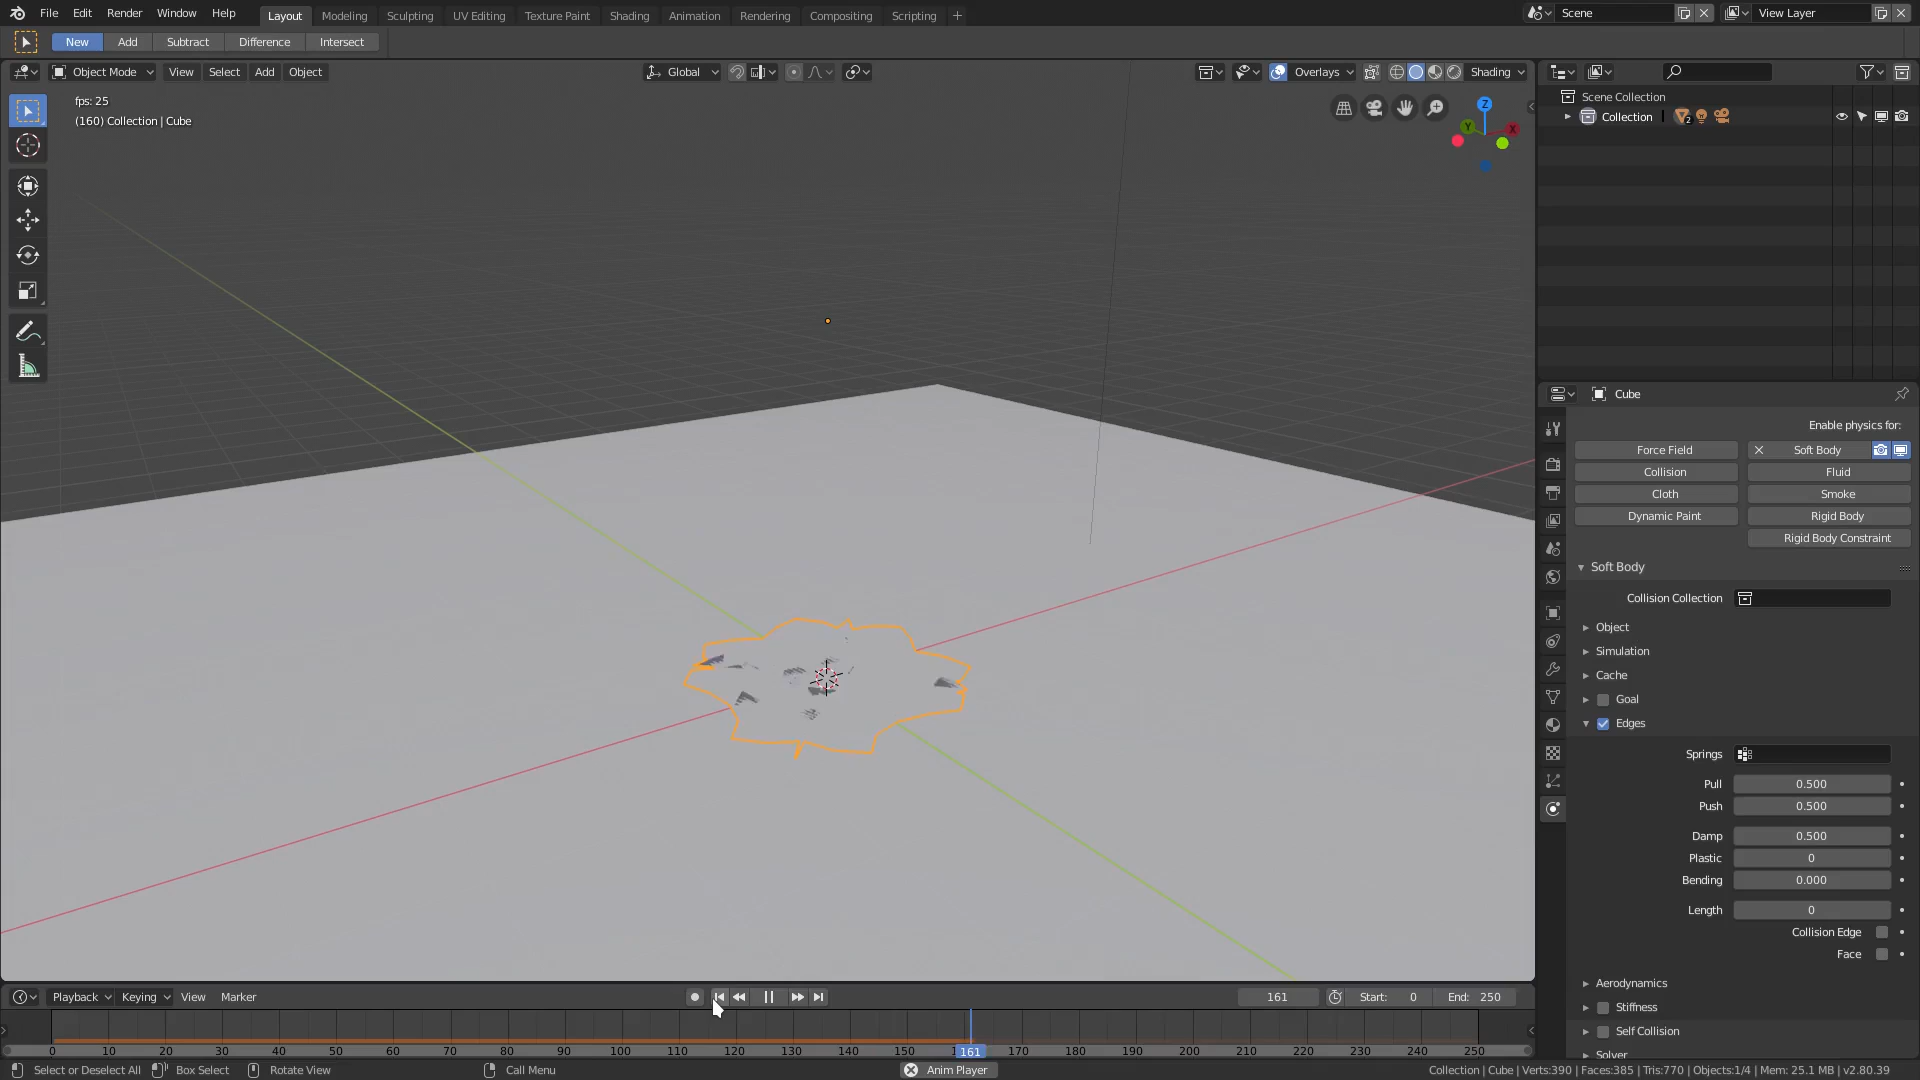 File Edit Render Window Help
Layout Modeling Sculpting UV Editing Texture Paint Shading Animation Rendering Compositing Scripting +
Scene
View Layer
New Add Subtract Difference Intersect
Object Mode View Select Add Object
Global
Overlays
Shading
fps: 25
(160) Collection | Cube
Z
Y
X
Scene Collection
Collection
2
Cube
Enable physics for:
Force Field
Soft Body
Collision
Fluid
Cloth
Smoke
Dynamic Paint
Rigid Body
Rigid Body Constraint
Soft Body
Collision Collection
Object
Simulation
Cache
Goal
Edges
Springs
Pull 0.500
Push 0.500
Damp 0.500
Plastic 0
Bending 0.000
Length 0
Collision Edge
Face
Aerodynamics
Stiffness
Self Collision
Solver
Playback Keying View Marker
161
Start: 0
End: 250
0 10 20 30 40 50 60 70 80 90 100 110 120 130 140 150 161 170 180 190 200 210 220 230 240 250
Select or Deselect All Box Select Rotate View Call Menu
Anim Player
Collection | Cube | Verts:390 | Faces:385 | Tris:770 | Objects:1/4 | Mem: 25.1 MB | v2.80.39